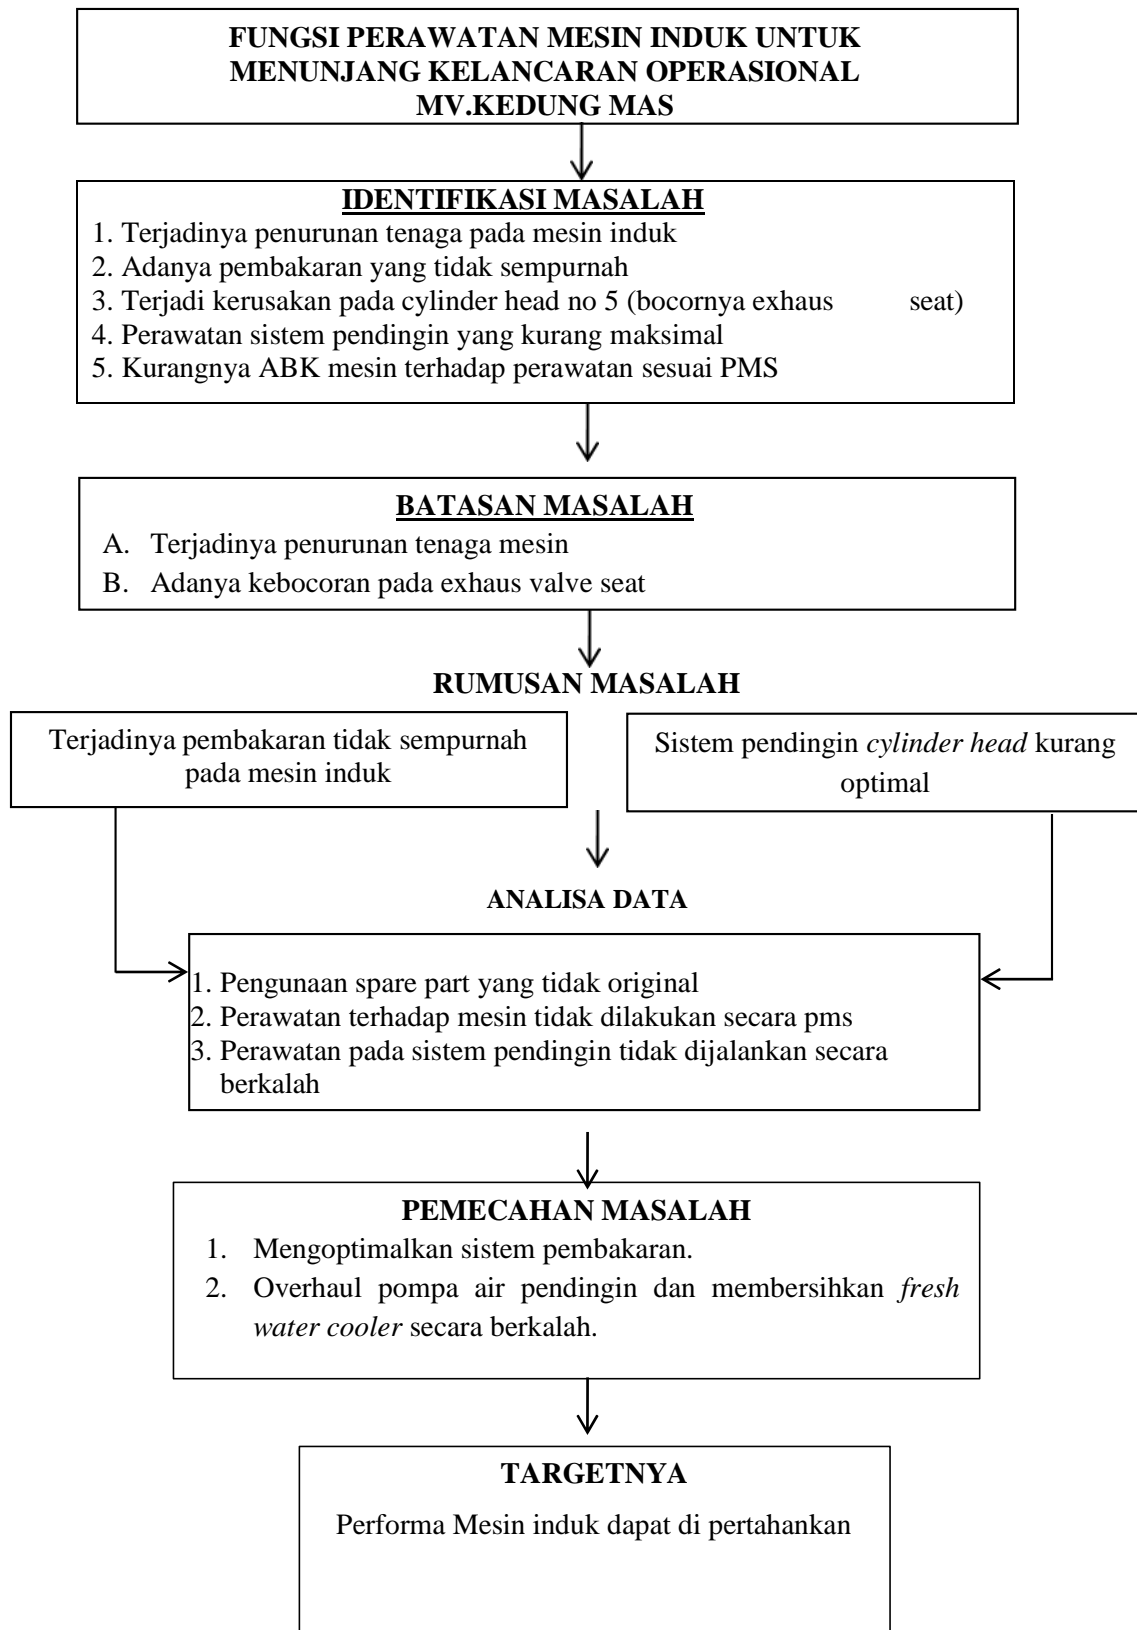 FUNGSI PERAWATAN MESIN INDUK UNTUK
MENUNJANG KELANCARAN OPERASIONAL
MV.KEDUNG MAS
IDENTIFIKASI MASALAH
1. Terjadinya penurunan tenaga pada mesin induk
2. Adanya pembakaran yang tidak sempurnah
3. Terjadi kerusakan pada cylinder head no 5 (bocornya exhaus seat)
4. Perawatan sistem pendingin yang kurang maksimal
5. Kurangnya ABK mesin terhadap perawatan sesuai PMS
BATASAN MASALAH
A. Terjadinya penurunan tenaga mesin
B. Adanya kebocoran pada exhaus valve seat
RUMUSAN MASALAH
Terjadinya pembakaran tidak sempurnah
pada mesin induk
Sistem pendingin cylinder head kurang
optimal
ANALISA DATA
1. Pengunaan spare part yang tidak original
2. Perawatan terhadap mesin tidak dilakukan secara pms
3. Perawatan pada sistem pendingin tidak dijalankan secara
berkalah
PEMECAHAN MASALAH
1. Mengoptimalkan sistem pembakaran.
2. Overhaul pompa air pendingin dan membersihkan fresh
water cooler secara berkalah.
TARGETNYA
Performa Mesin induk dapat di pertahankan